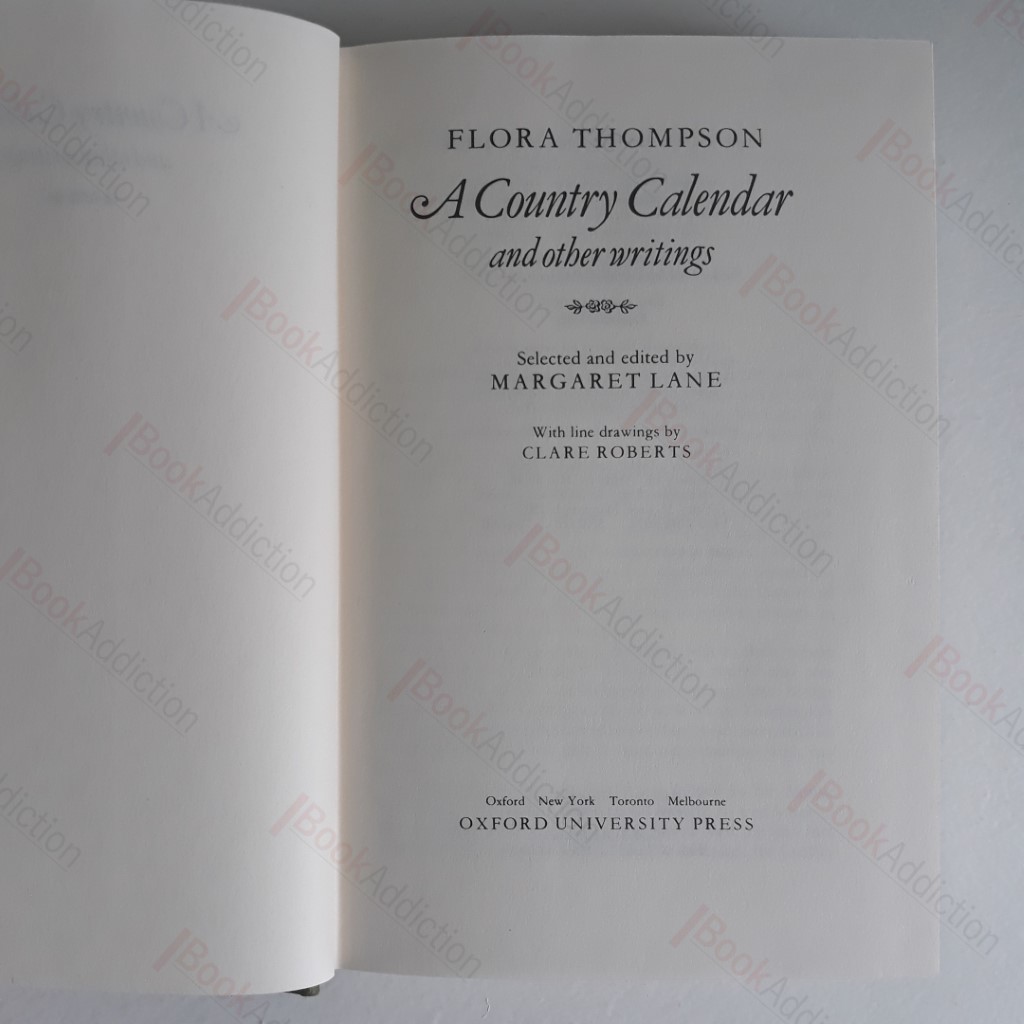 FLORA THOMPSON
A Country Calendar
and other writings
Selected and edited by
MARGARET LANE
With line drawings by
CLARE ROBERTS
Oxford New York Toronto Melbourne
OXFORD UNIVERSITY PRESS
BookAddiction